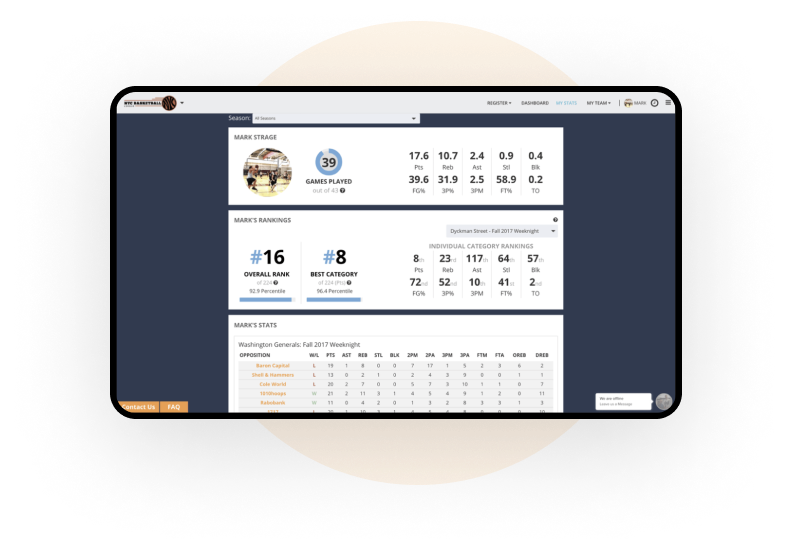 NYC BASKETBALL
REGISTER DASHBOARD MY STATS MY TEAM MARK
Season: All Seasons
MARK STRAGE
39
GAMES PLAYED
out of 43
17.6 10.7 2.4 0.9 0.4
Pts Reb Ast Stl Blk
39.6 31.9 2.5 58.9 0.2
FG% 3P% 3PM FT% TO
MARK'S RANKINGS
Dyckman Street - Fall 2017 Weeknight
#16
OVERALL RANK
of 224
92.9 Percentile
#8
BEST CATEGORY
of 224 (Pts)
96.4 Percentile
INDIVIDUAL CATEGORY RANKINGS
8th 23rd 117th 64th 57th
Pts Reb Ast Stl Blk
72nd 52nd 10th 41st 2nd
FG% 3P% 3PM FT% TO
MARK'S STATS
Washington Generals: Fall 2017 Weeknight
OPPOSITION W/L PTS AST REB STL BLK 2PM 2PA 3PM 3PA FTM FTA OREB DREB
Baron Capital L 19 1 8 0 0 7 17 1 5 2 3 6 2
Shell & Hammers L 13 0 2 1 0 2 4 3 9 0 0 1 1
Cole World L 20 2 7 0 0 5 7 3 10 1 1 0 7
1010hoops W 21 2 11 3 1 4 5 4 9 1 2 0 11
Rolobank W 11 0 4 2 0 1 3 2 8 3 3 1 3
Contact Us FAQ
We are offline
Leave us a Message